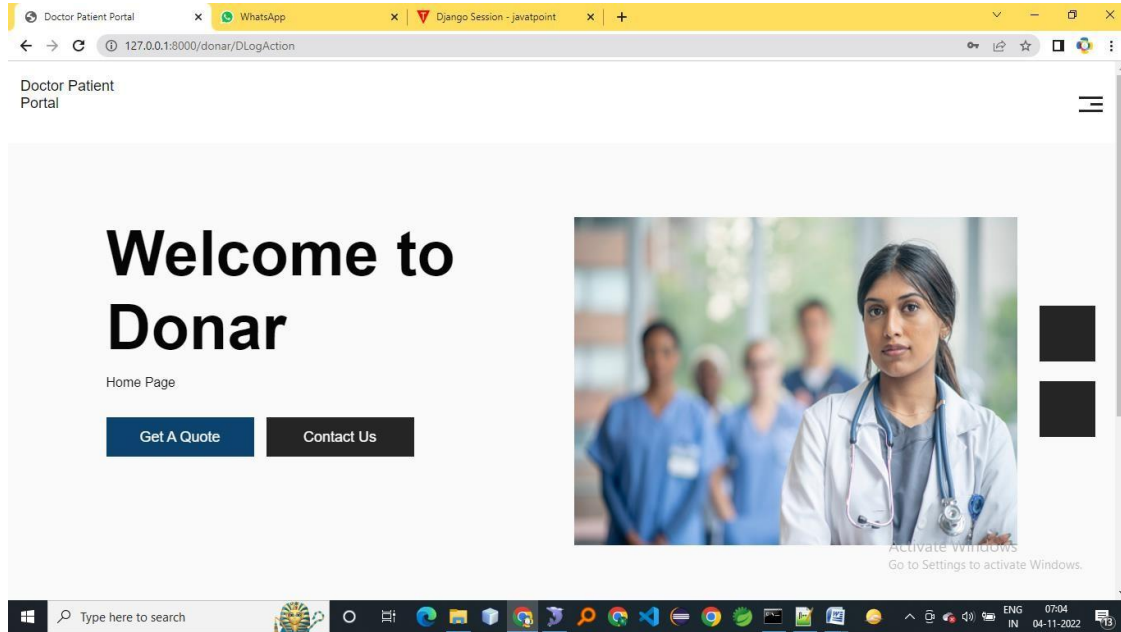 Doctor Patient Portal
WhatsApp
Django Session - javatpoint
127.0.0.1:8000/donar/DLogAction
Doctor Patient
Portal
Welcome to
Donar
Home Page
Get A Quote
Contact Us
Activate Windows
Go to Settings to activate Windows.
Type here to search
ENG
IN
07:04
04-11-2022
13